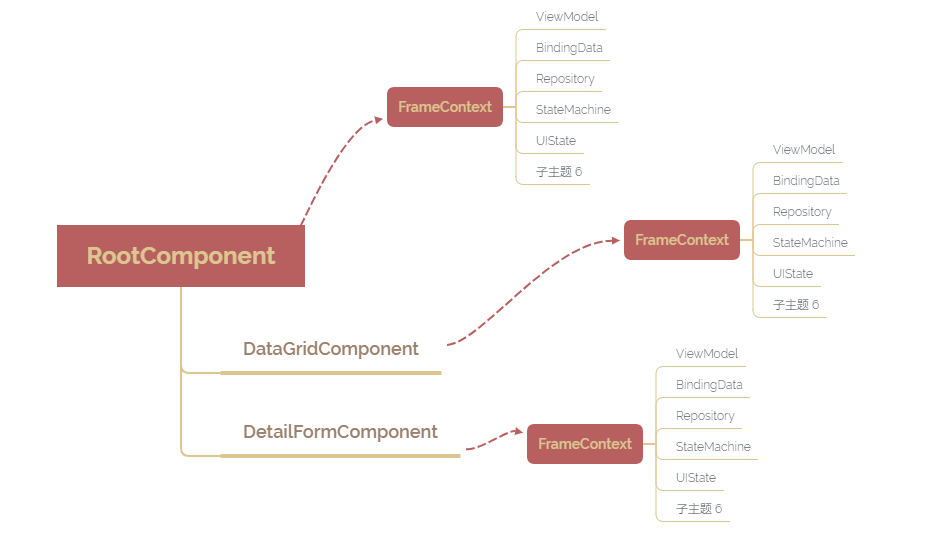 ViewModel
BindingData
Repository
StateMachine
UIState
子主题 6
FrameContext
RootComponent
ViewModel
BindingData
Repository
StateMachine
UIState
子主题 6
FrameContext
DataGridComponent
DetailFormComponent
FrameContext
ViewModel
BindingData
Repository
StateMachine
UIState
子主题 6